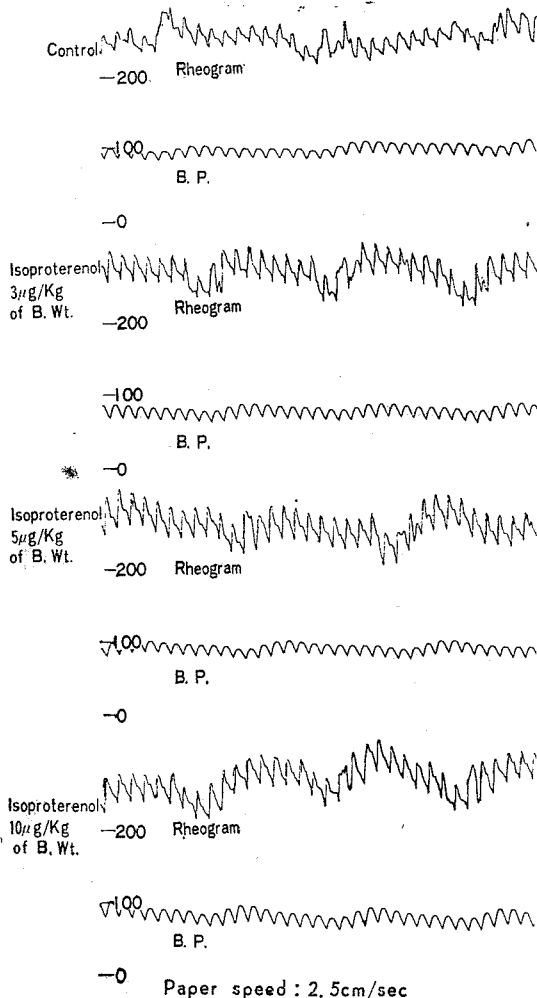 Control
—200 Rheogram
—100
B. P.
—0
Isoproterenol
3μg/Kg
of B. Wt.
—200 Rheogram
—100
B. P.
—0
Isoproterenol
5μg/Kg
of B. Wt.
—200 Rheogram
—100
B. P.
—0
Isoproterenol
10μg/Kg
of B. Wt.
—200 Rheogram
—100
B. P.
—0
Paper speed : 2.5cm/sec